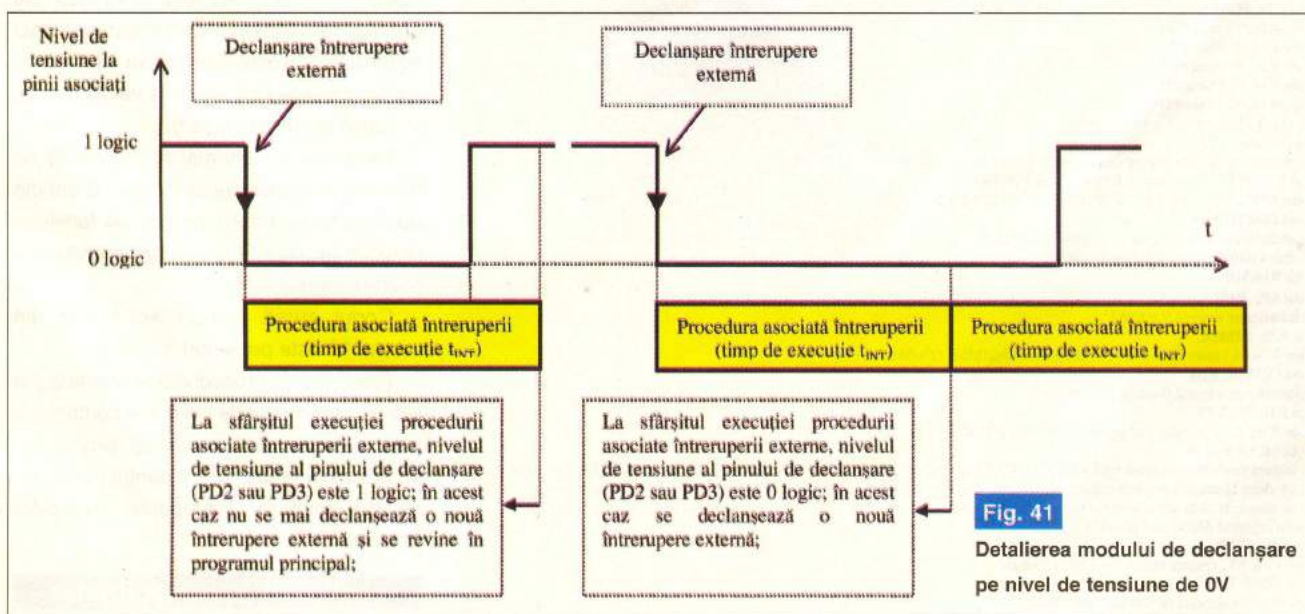 Nivel de
tensiune la
pinii asociați
Declanșare întrerupere
externă
Declanșare întrerupere
externă
1 logic
0 logic
t
Procedura asociată întreruperii
(timp de execuție tINT)
Procedura asociată întreruperii
(timp de execuție tINT)
Procedura asociată întreruperii
(timp de execuție tINT)
La sfârșitul execuției procedurii
asociate întreruperii externe, nivelul
de tensiune al pinului de declanșare
(PD2 sau PD3) este 1 logic; în acest
caz nu se mai declanșează o nouă
întrerupere externă și se revine în
programul principal;
La sfârșitul execuției procedurii
asociate întreruperii externe, nivelul
de tensiune al pinului de declanșare
(PD2 sau PD3) este 0 logic; în acest
caz se declanșează o nouă
întrerupere externă;
Fig. 41
Detalierea modului de declanșare
pe nivel de tensiune de 0V